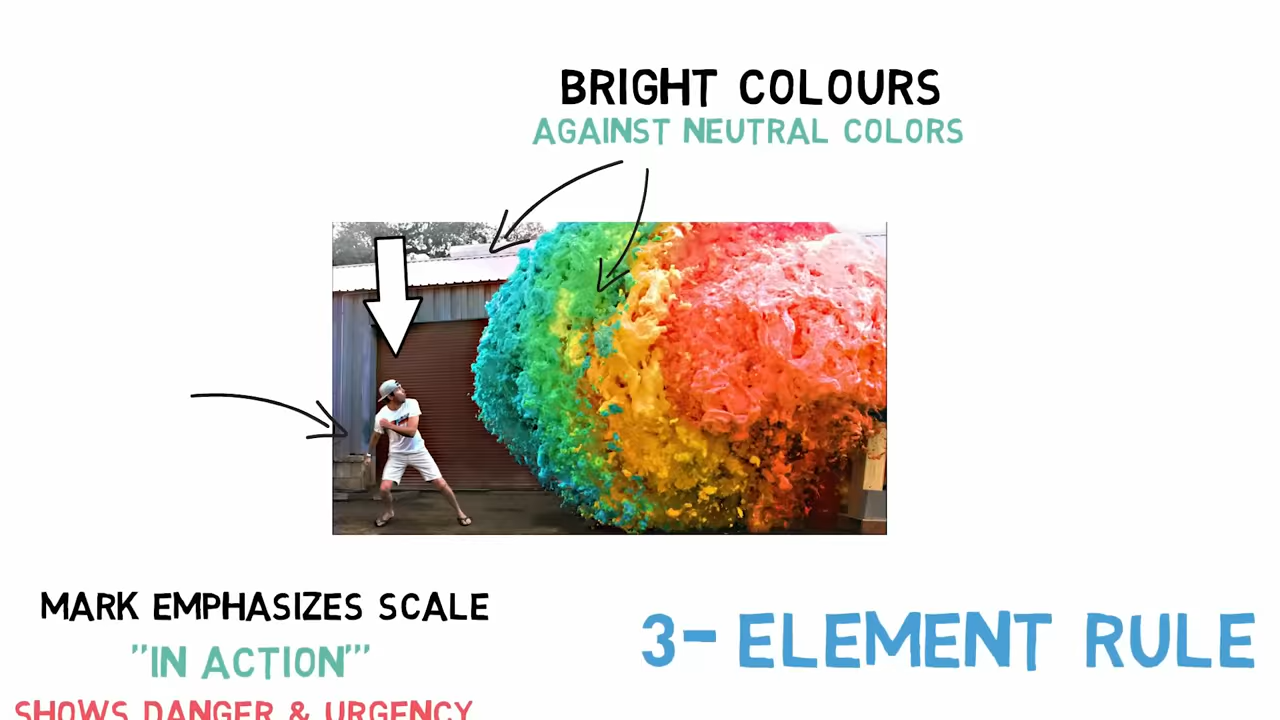 BRIGHT COLOURS
AGAINST NEUTRAL COLORS
MARK EMPHASIZES SCALE
"IN ACTION'"
SHOWS DANGER & URGENCY
3- ELEMENT RULE